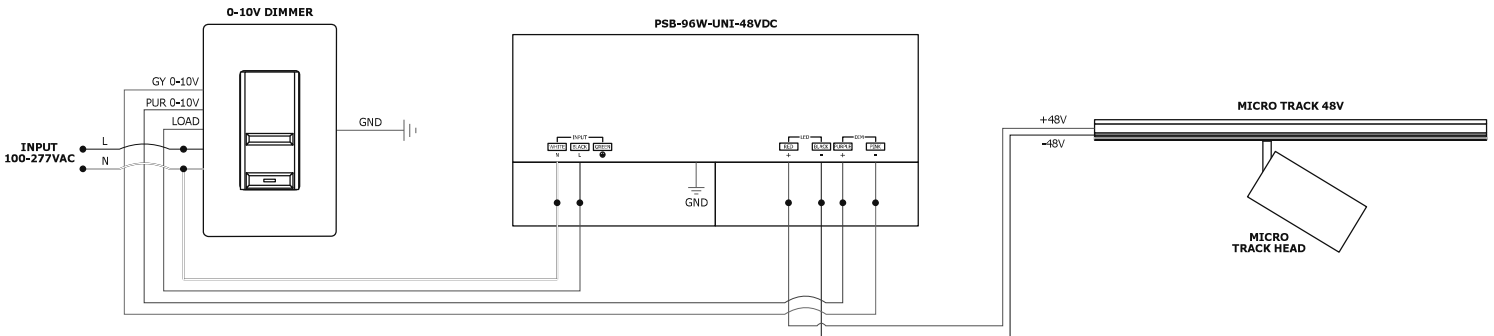 0-10V DIMMER
GY 0-10V
PUR 0-10V
LOAD
INPUT
100-277VAC
L
N
GND
PSB-96W-UNI-48VDC
INPUT
WHITE
BLACK
GREEN
N
L
GND
LED
DIM
RED
BLACK
PURPLE
PINK
+
-
+
-
MICRO TRACK 48V
+48V
-48V
MICRO
TRACK HEAD